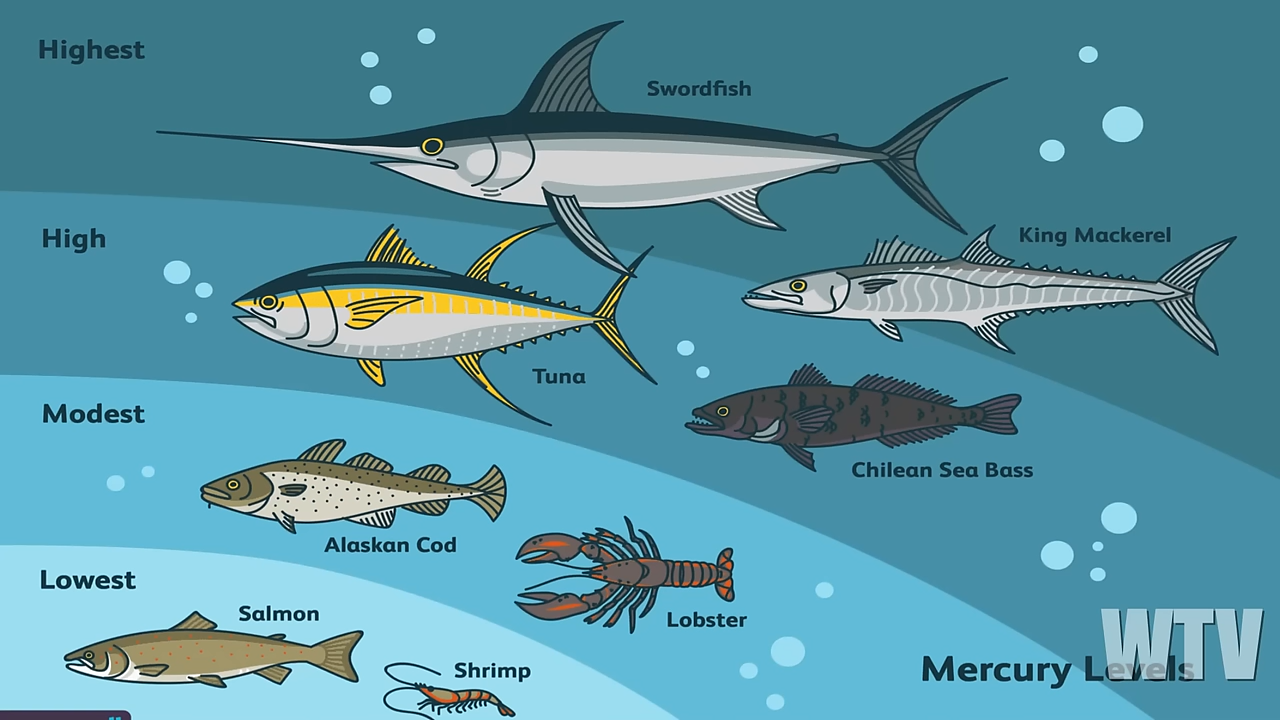 Highest
Swordfish
High
King Mackerel
Tuna
Modest
Chilean Sea Bass
Alaskan Cod
Lowest
Salmon
Lobster
Shrimp
Mercury Levels
WTV